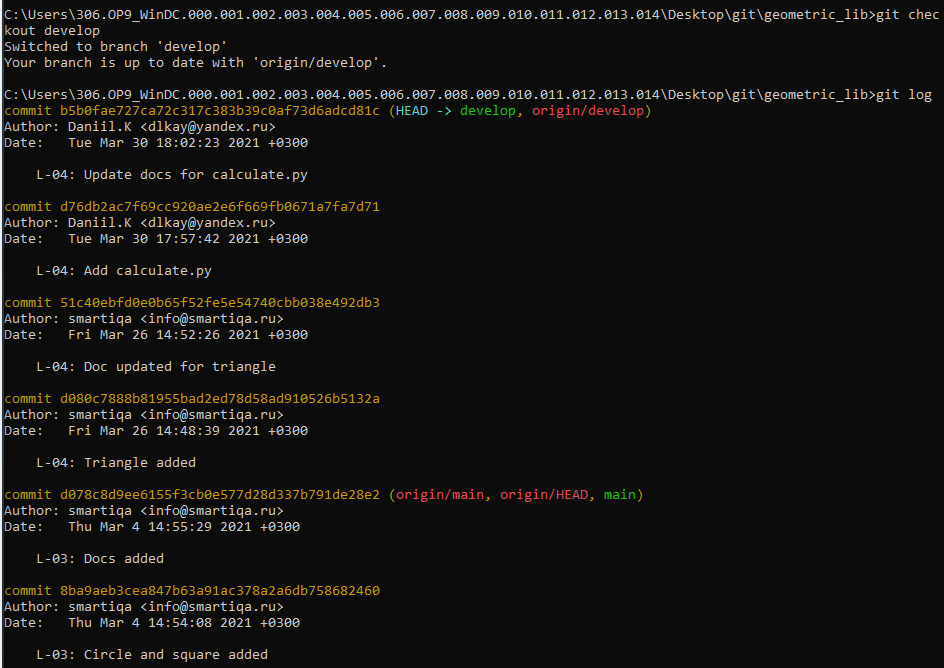 C:\Users\306.OP9_WinDC.000.001.002.003.004.005.006.007.008.009.010.011.012.013.014\Desktop\git\geometric_lib>git chec
kout develop
Switched to branch 'develop'
Your branch is up to date with 'origin/develop'.
C:\Users\306.OP9_WinDC.000.001.002.003.004.005.006.007.008.009.010.011.012.013.014\Desktop\git\geometric_lib>git log
commit b5b0fae727ca72c317c383b39c0af73d6adcd81c (HEAD -> develop, origin/develop)
Author: Daniil.K <dlkay@yandex.ru>
Date:   Tue Mar 30 18:02:23 2021 +0300
    L-04: Update docs for calculate.py
commit d76db2ac7f69cc920ae2e6f669fb0671a7fa7d71
Author: Daniil.K <dlkay@yandex.ru>
Date:   Tue Mar 30 17:57:42 2021 +0300
    L-04: Add calculate.py
commit 51c40ebfd0e0b65f52fe5e54740cbb038e492db3
Author: smartiqa <info@smartiqa.ru>
Date:   Fri Mar 26 14:52:26 2021 +0300
    L-04: Doc updated for triangle
commit d080c7888b81955bad2ed78d58ad910526b5132a
Author: smartiqa <info@smartiqa.ru>
Date:   Fri Mar 26 14:48:39 2021 +0300
    L-04: Triangle added
commit d078c8d9ee6155f3cb0e577d28d337b791de28e2 (origin/main, origin/HEAD, main)
Author: smartiqa <info@smartiqa.ru>
Date:   Thu Mar 4 14:55:29 2021 +0300
    L-03: Docs added
commit 8ba9aeb3cea847b63a91ac378a2a6db758682460
Author: smartiqa <info@smartiqa.ru>
Date:   Thu Mar 4 14:54:08 2021 +0300
    L-03: Circle and square added